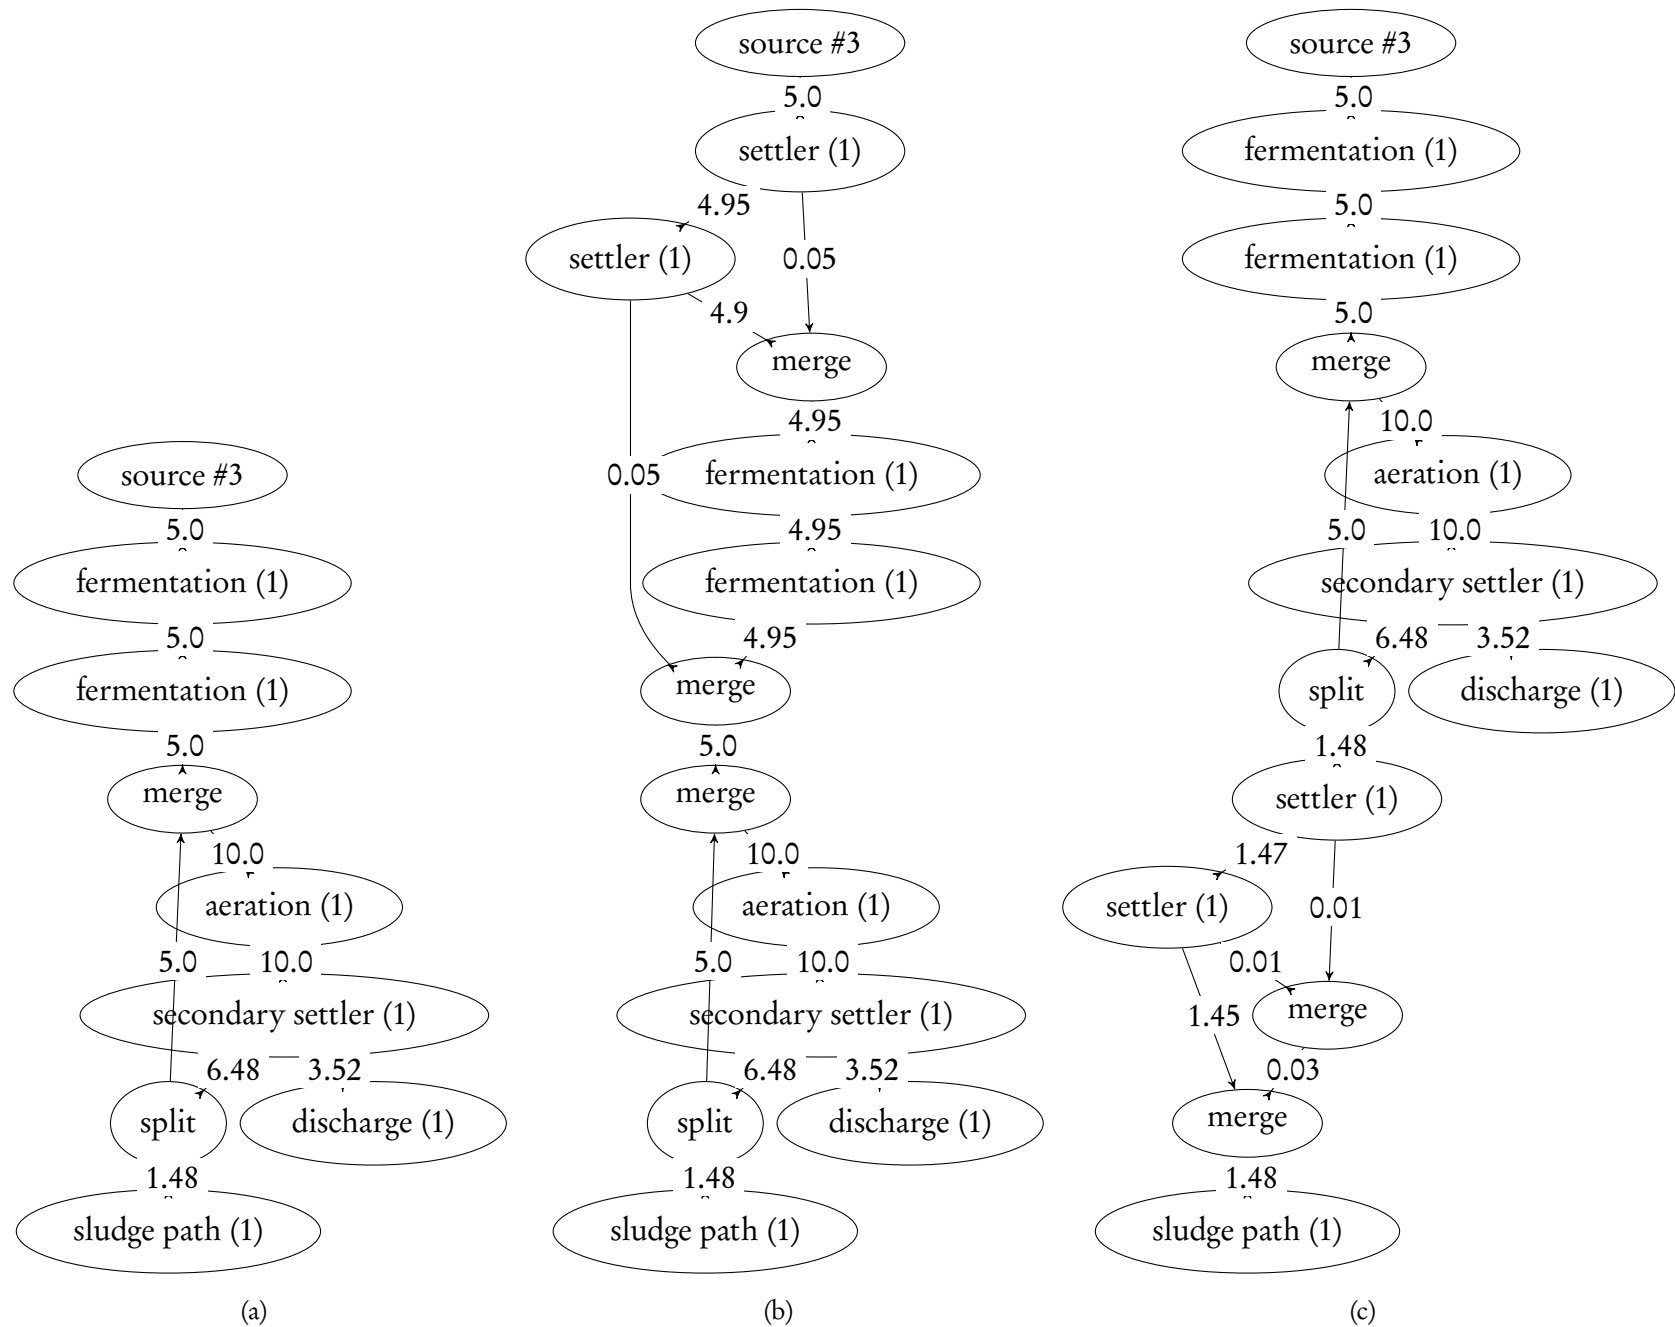 source #3
5.0
fermentation (1)
5.0
fermentation (1)
5.0
merge
10.0
aeration (1)
5.0
10.0
secondary settler (1)
6.48
3.52
split
discharge (1)
1.48
sludge path (1)
(a)
source #3
5.0
settler (1)
4.95
settler (1)
0.05
4.9
merge
4.95
0.05
fermentation (1)
4.95
fermentation (1)
4.95
merge
5.0
merge
10.0
aeration (1)
5.0
10.0
secondary settler (1)
6.48
3.52
split
discharge (1)
1.48
sludge path (1)
(b)
source #3
5.0
fermentation (1)
5.0
fermentation (1)
5.0
merge
10.0
aeration (1)
5.0
10.0
secondary settler (1)
6.48
3.52
split
discharge (1)
1.48
settler (1)
1.47
settler (1)
0.01
0.01
1.45
merge
0.03
merge
1.48
sludge path (1)
(c)